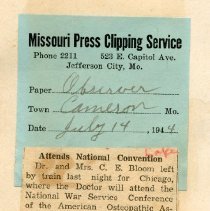 Missouri Press Clipping Service
Phone 2211 523 E. Capitol Ave.
Jefferson City, Mo.
Paper Observer
Town Cameron Mo.
Date July 14 1944
Attends National Convention
Dr. and Mrs. C. E. Bloom left
by train last night for Chicago,
where the Doctor will attend the
National War Service Conference
of the American Osteopathic As-